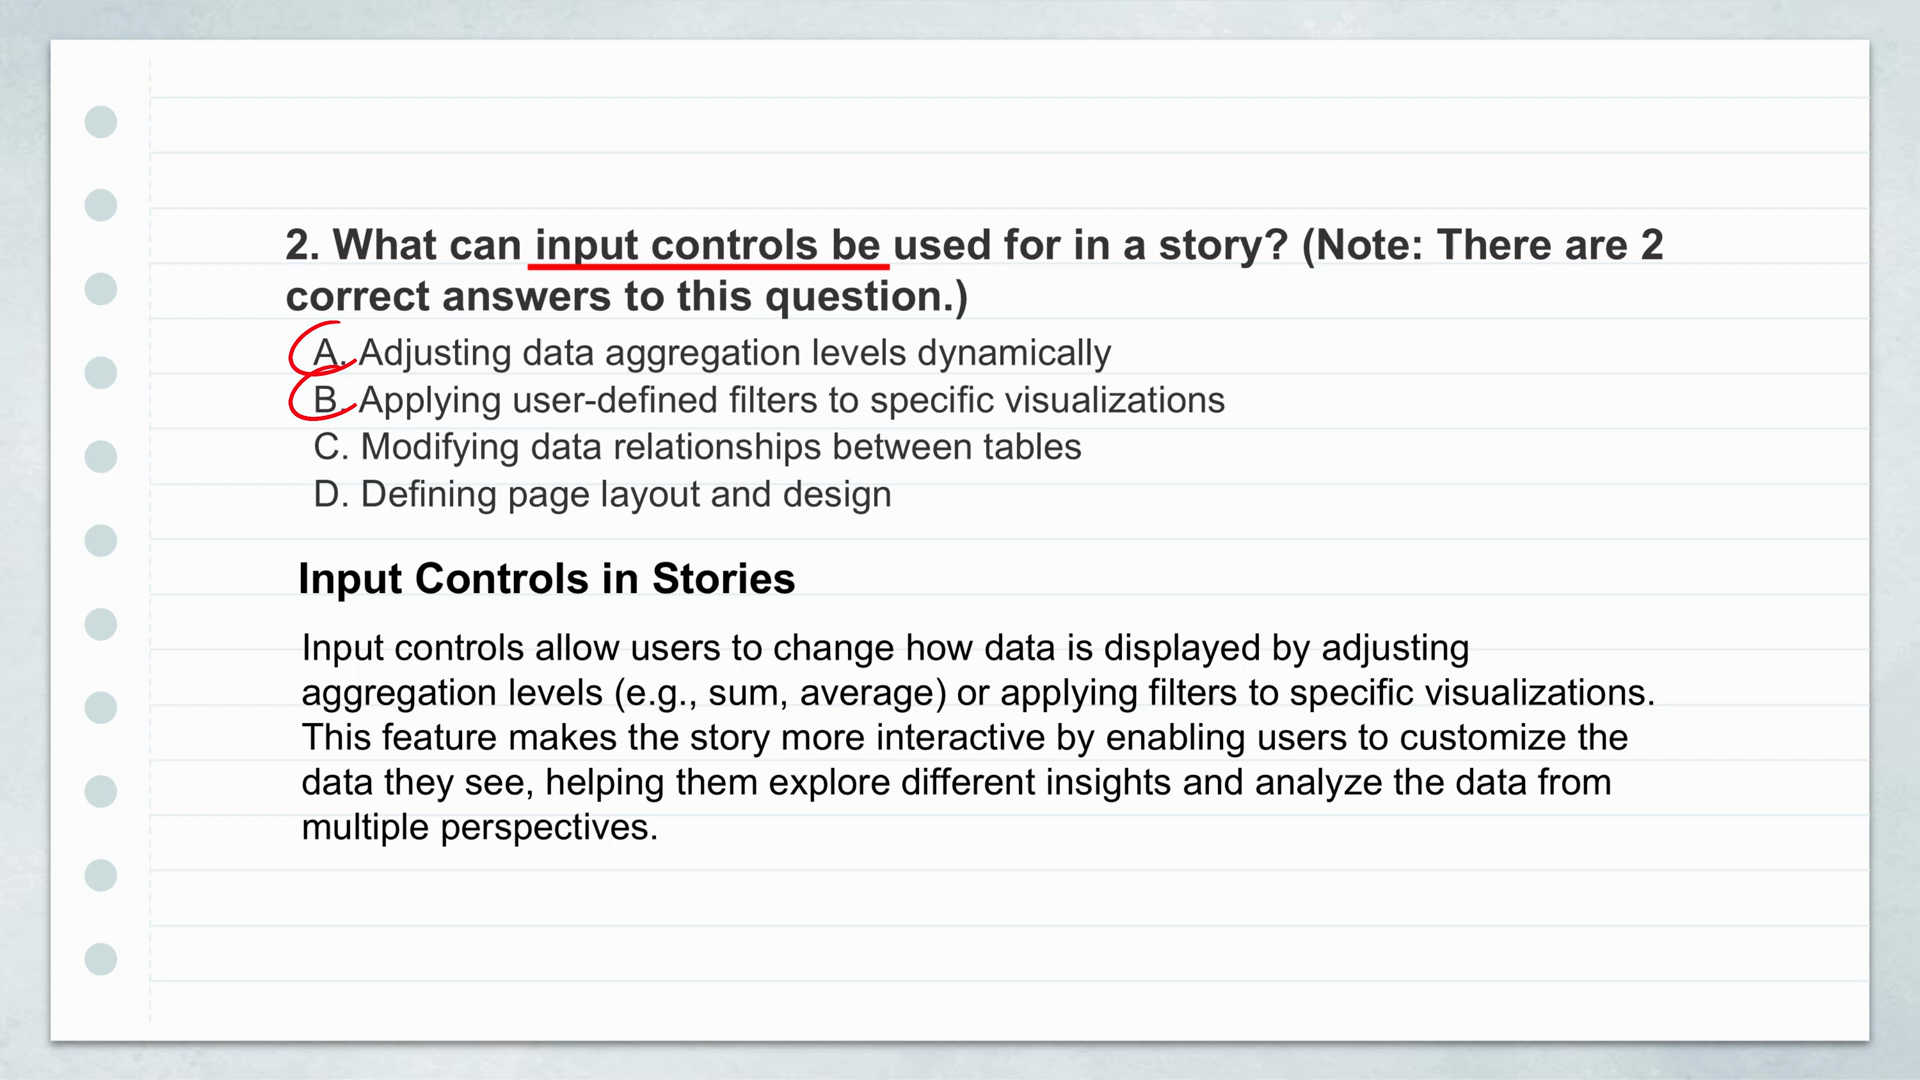 2. What can input controls be used for in a story? (Note: There are 2
correct answers to this question.)
A. Adjusting data aggregation levels dynamically
B. Applying user-defined filters to specific visualizations
C. Modifying data relationships between tables
D. Defining page layout and design
Input Controls in Stories
Input controls allow users to change how data is displayed by adjusting
aggregation levels (e.g., sum, average) or applying filters to specific visualizations.
This feature makes the story more interactive by enabling users to customize the
data they see, helping them explore different insights and analyze the data from
multiple perspectives.